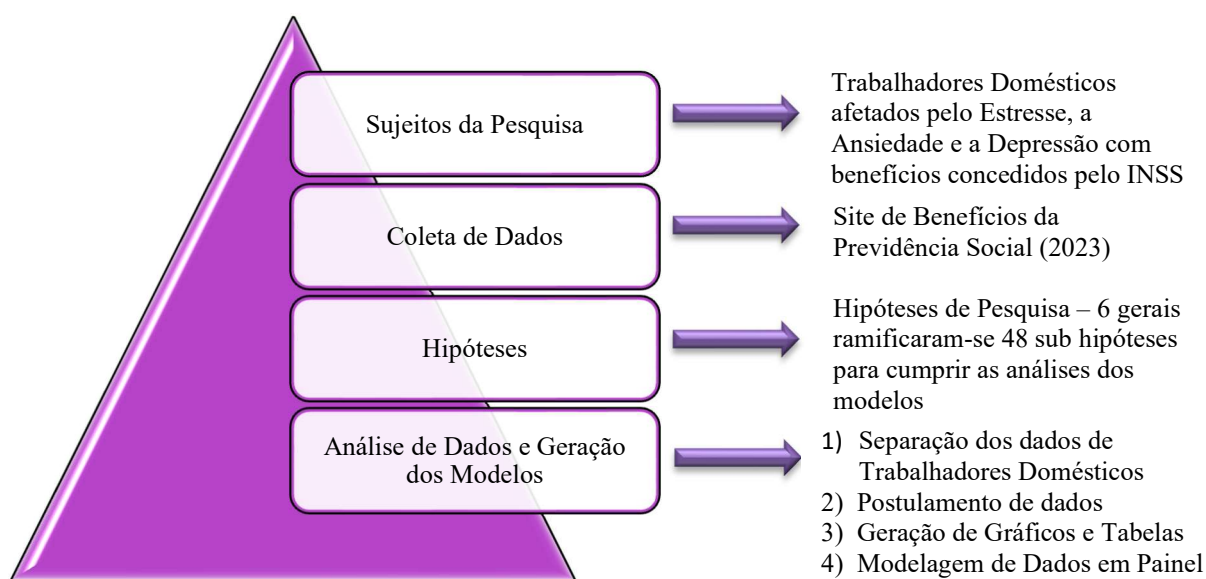 Sujeitos da Pesquisa
Trabalhadores Domésticos
afetados pelo Estresse, a
Ansiedade e a Depressão com
benefícios concedidos pelo INSS
Coleta de Dados
Site de Benefícios da
Previdência Social (2023)
Hipóteses
Hipóteses de Pesquisa – 6 gerais
ramificaram-se 48 sub hipóteses
para cumprir as análises dos
modelos
Análise de Dados e Geração
dos Modelos
1) Separação dos dados de
Trabalhadores Domésticos
2) Postulamento de dados
3) Geração de Gráficos e Tabelas
4) Modelagem de Dados em Painel